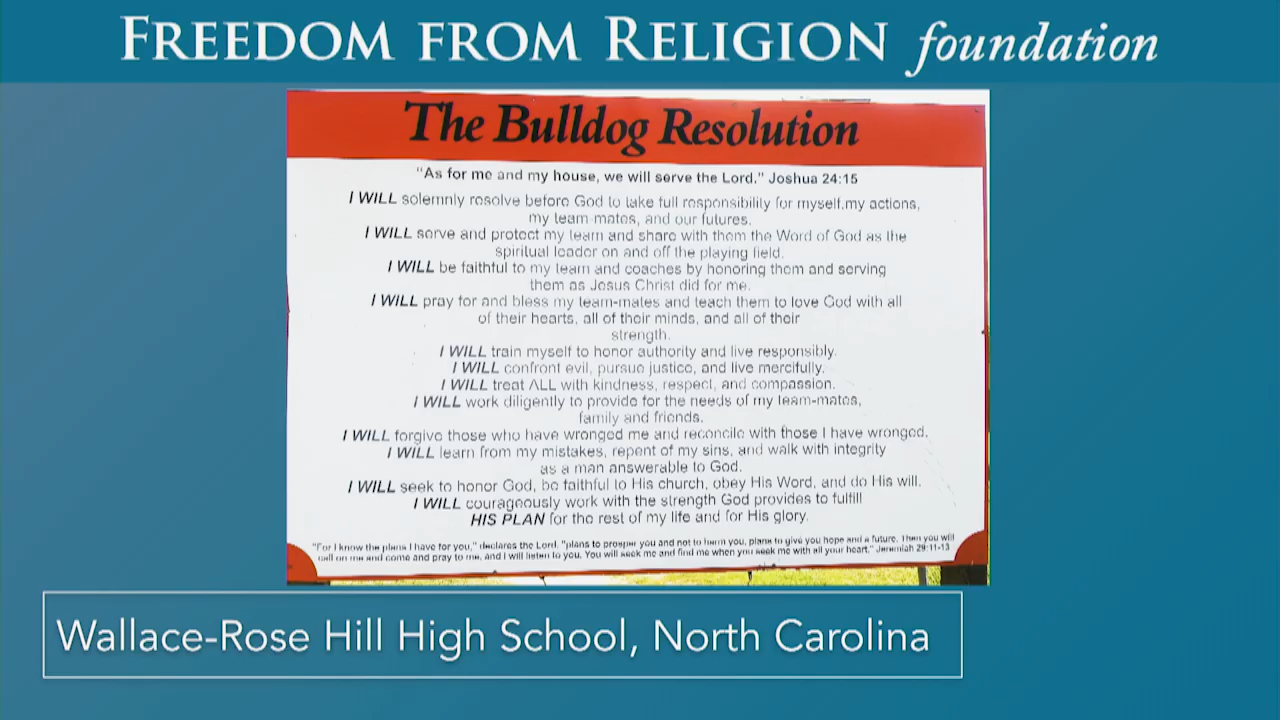 FREEDOM FROM RELIGION foundation
The Bulldog Resolution
"As for me and my house, we will serve the Lord." Joshua 24:15
I WILL solemnly resolve before God to take full responsibility for myself,my actions,
my team-mates, and our futures.
I WILL serve and protect my team and share with them the Word of God as the
spiritual leader on and off the playing field.
I WILL be faithful to my team and coaches by honoring them and serving
them as Jesus Christ did for me.
I WILL pray for and bless my team-mates and teach them to love God with all
of their hearts, all of their minds, and all of their
strength.
I WILL train myself to honor authority and live responsibly.
I WILL confront evil, pursue justice, and live mercifully.
I WILL treat ALL with kindness, respect, and compassion.
I WILL work diligently to provide for the needs of my team-mates,
family and friends.
I WILL forgive those who have wronged me and reconcile with those I have wronged.
I WILL learn from my mistakes, repent of my sins, and walk with integrity
as a man answerable to God.
I WILL seek to honor God, be faithful to His church, obey His Word, and do His will.
I WILL courageously work with the strength God provides to fulfill
HIS PLAN for the rest of my life and for His glory.
"For I know the plans I have for you," declares the Lord. "plans to prosper you and not to harm you, plans to give you hope and a future. Then you will
call on me and come and pray to me, and I will listen to you. You will seek me and find me when you seek me with all your heart." Jeremiah 29:11-13
Wallace-Rose Hill High School, North Carolina